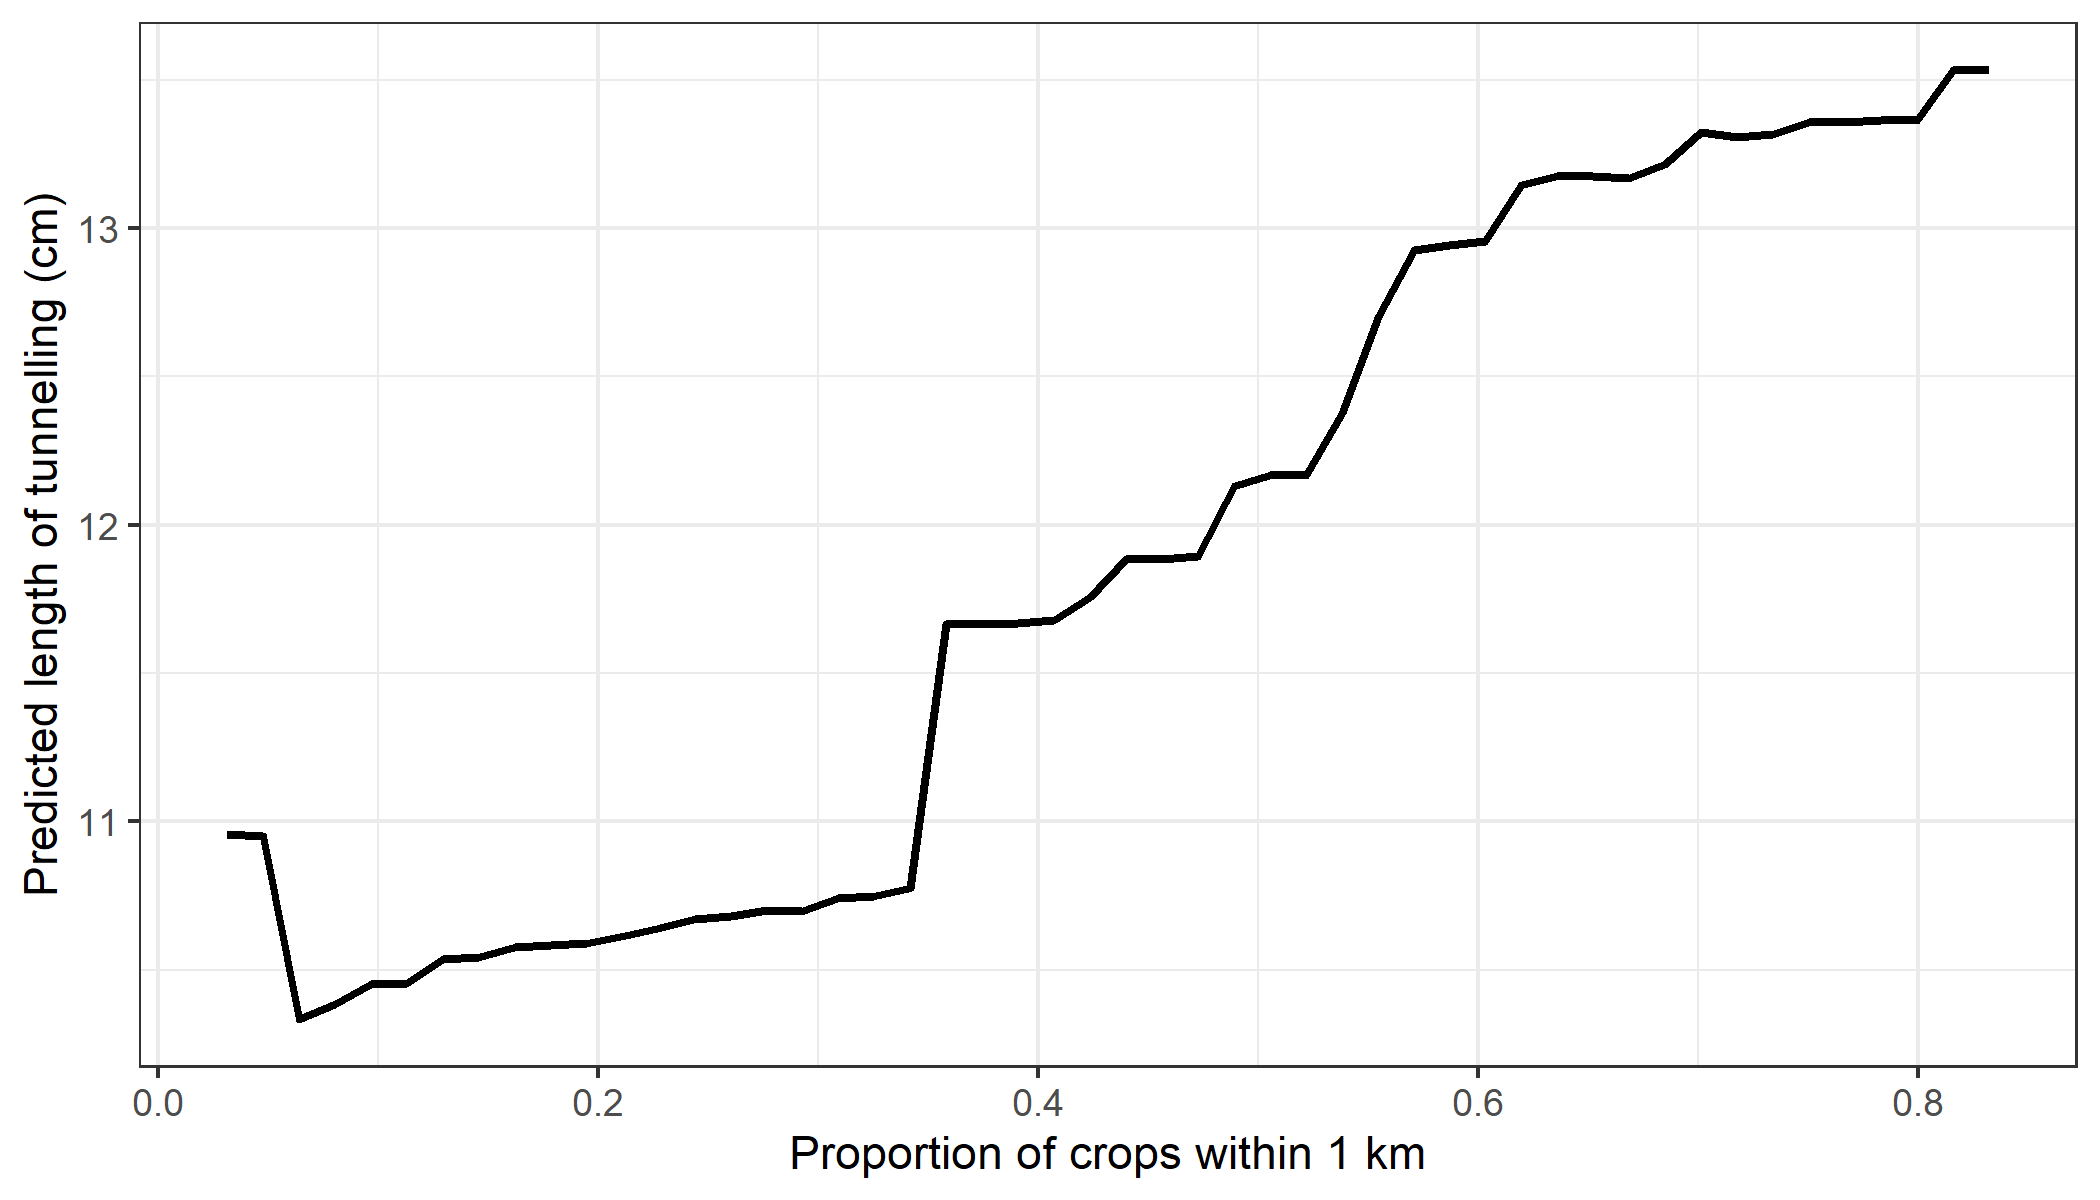 Predicted length of tunnelling (cm)
13
12
11
0.0 0.2 0.4 0.6 0.8
Proportion of crops within 1 km